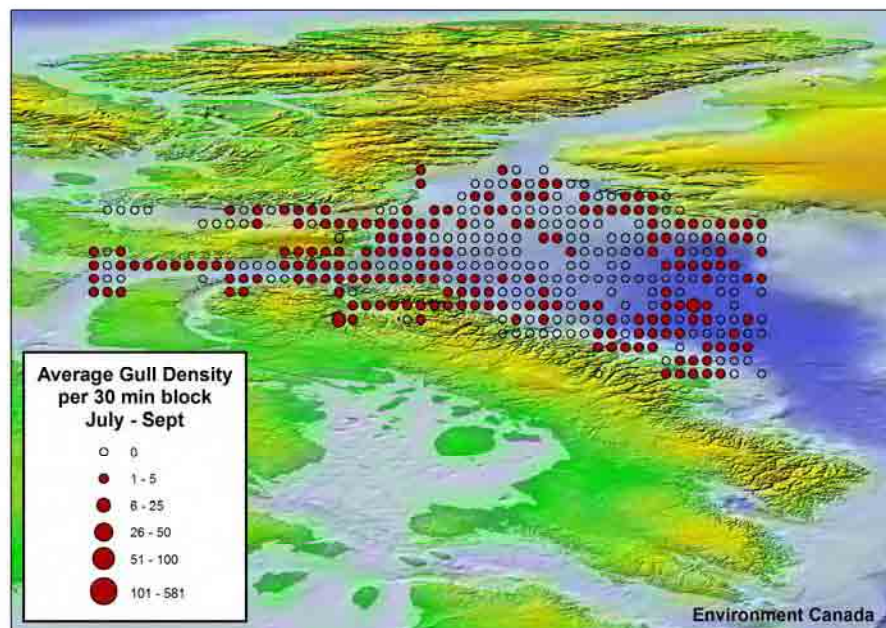 Average Gull Density
per 30 min block
July - Sept
0
1 - 5
6 - 25
26 - 50
51 - 100
101 - 581
Environment Canada